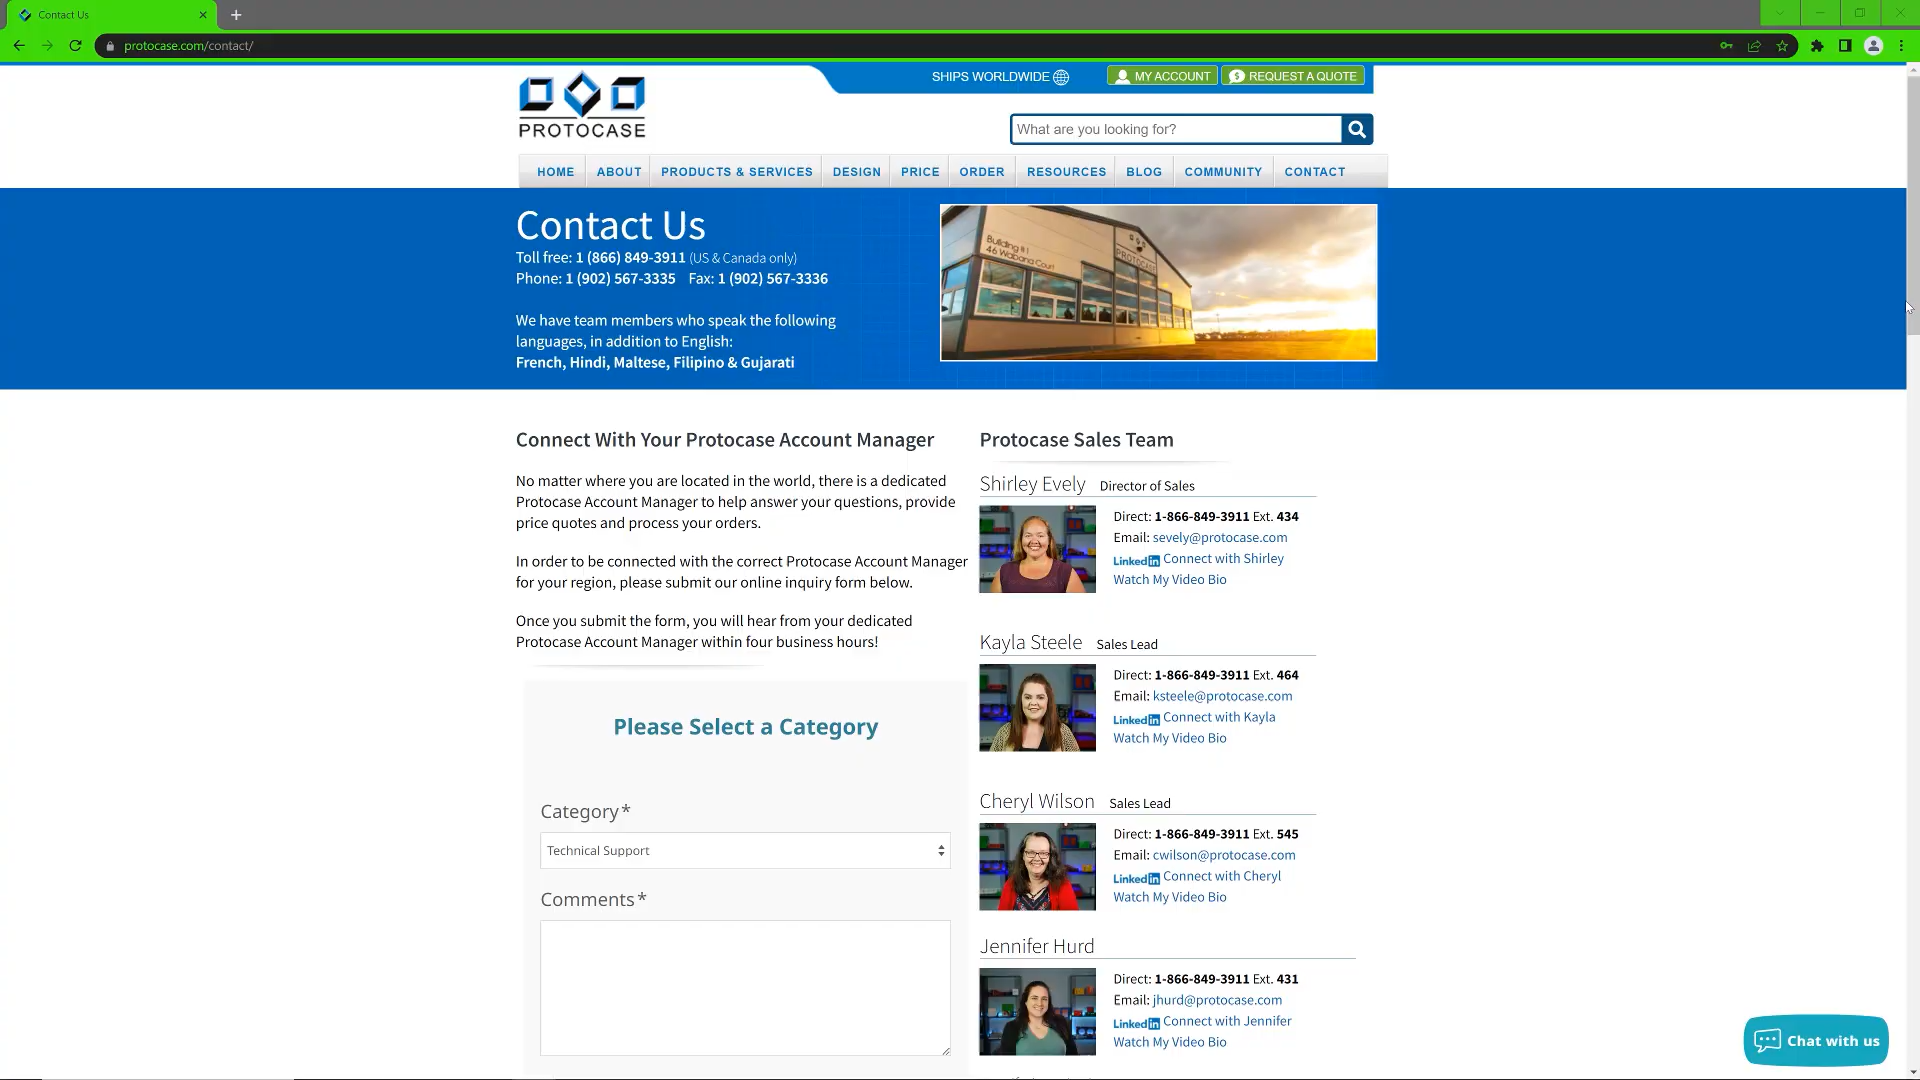 Contact Us
protocase.com/contact/
SHIPS WORLDWIDE
MY ACCOUNT
REQUEST A QUOTE
PROTOCASE
What are you looking for?
HOME ABOUT PRODUCTS & SERVICES DESIGN PRICE ORDER RESOURCES BLOG COMMUNITY CONTACT
Contact Us
Toll free: 1 (866) 849-3911 (US & Canada only)
Phone: 1 (902) 567-3335 Fax: 1 (902) 567-3336
We have team members who speak the following
languages, in addition to English:
French, Hindi, Maltese, Filipino & Gujarati
Building #1
46 Wabana Court
PROTOCASE
Connect With Your Protocase Account Manager
No matter where you are located in the world, there is a dedicated
Protocase Account Manager to help answer your questions, provide
price quotes and process your orders.
In order to be connected with the correct Protocase Account Manager
for your region, please submit our online inquiry form below.
Once you submit the form, you will hear from your dedicated
Protocase Account Manager within four business hours!
Please Select a Category
Category*
Technical Support
Comments*
Protocase Sales Team
Shirley Evely Director of Sales
Direct: 1-866-849-3911 Ext. 434
Email: sevely@protocase.com
Linked in Connect with Shirley
Watch My Video Bio
Kayla Steele Sales Lead
Direct: 1-866-849-3911 Ext. 464
Email: ksteele@protocase.com
Linked in Connect with Kayla
Watch My Video Bio
Cheryl Wilson Sales Lead
Direct: 1-866-849-3911 Ext. 545
Email: cwilson@protocase.com
Linked in Connect with Cheryl
Watch My Video Bio
Jennifer Hurd
Direct: 1-866-849-3911 Ext. 431
Email: jhurd@protocase.com
Linked in Connect with Jennifer
Watch My Video Bio
Chat with us